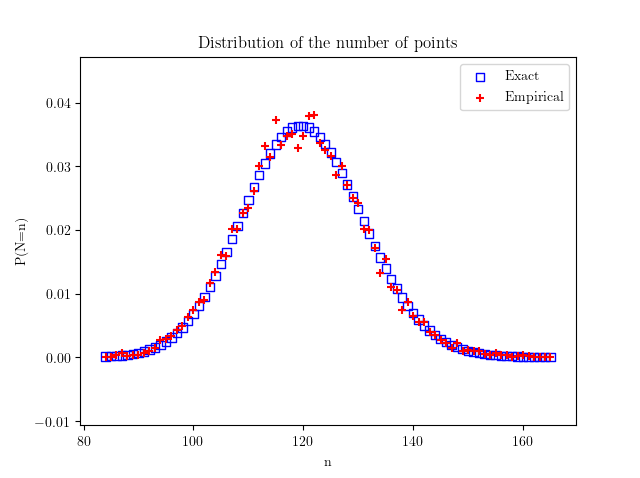 Distribution of the number of points
Exact
Empirical
0.04
0.03
0.02
0.01
0.00
−0.01
P(N=n)
80
100
120
140
160
n